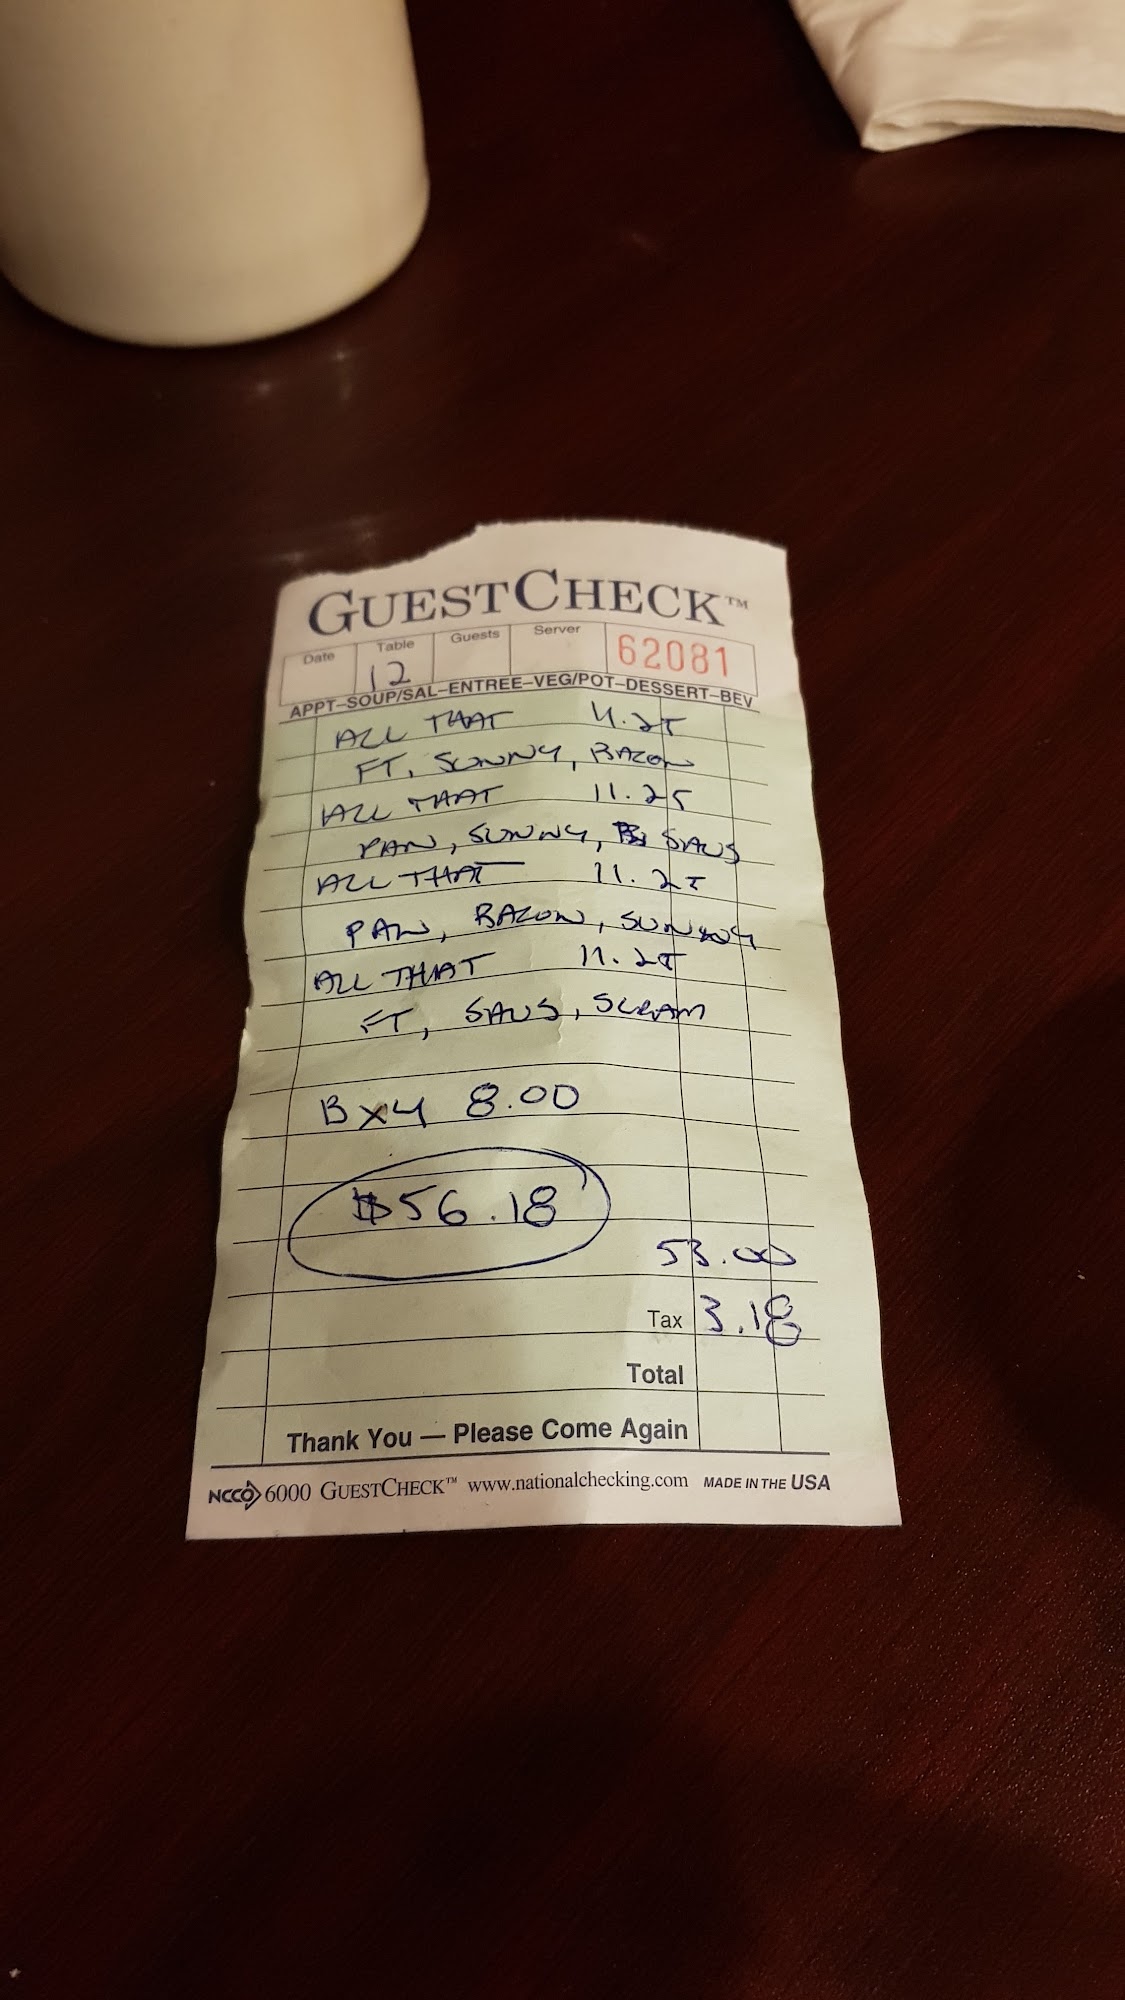 GUESTCHECK™
Date Table Guests Server
12 62081
APPT–SOUP/SAL–ENTREE–VEG/POT–DESSERT–BEV
ALL THAT 11.25
FT, SUNNY, BACON
ALL THAT 11.25
PAN, SUNNY, SAUS
ALL THAT 11.25
PAN, BACON, SUNNY
ALL THAT 11.25
FT, SAUS, SCRAM
B x4 8.00
$56.18
53.00
Tax 3.18
Total
Thank You — Please Come Again
NCCO 6000 GUESTCHECK™ www.nationalchecking.com MADE IN THE USA